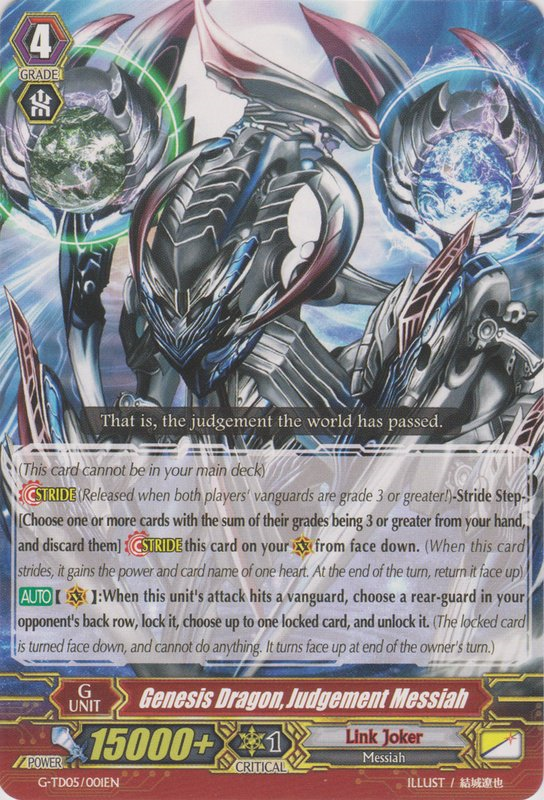 4
GRADE
That is, the judgement the world has passed.
(This card cannot be in your main deck)
STRIDE (Released when both players' vanguards are grade 3 or greater!)-Stride Step-
[Choose one or more cards with the sum of their grades being 3 or greater from your hand,
and discard them] STRIDE this card on your from face down. (When this card
strides, it gains the power and card name of one heart. At the end of the turn, return it face up)
AUTO【 】:When this unit's attack hits a vanguard, choose a rear-guard in your
opponent's back row, lock it, choose up to one locked card, and unlock it. (The locked card
is turned face down, and cannot do anything. It turns face up at end of the owner's turn.)
G
UNIT
Genesis Dragon, Judgement Messiah
POWER 15000+
1
CRITICAL
Link Joker
Messiah
G-TD05/001EN
ILLUST / 結城遼也